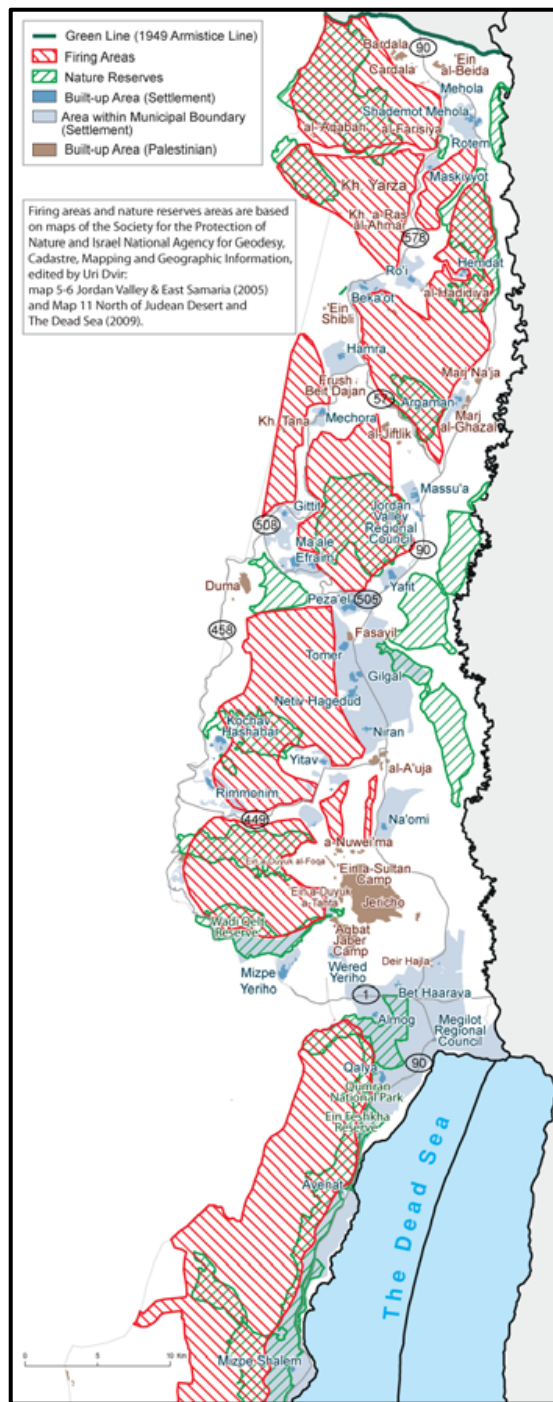 Green Line (1949 Armistice Line)
Firing Areas
Nature Reserves
Built-up Area (Settlement)
Area within Municipal Boundary
(Settlement)
Built-up Area (Palestinian)
Firing areas and nature reserves areas are based
on maps of the Society for the Protection of
Nature and Israel National Agency for Geodesy,
Cadastre, Mapping and Geographic Information,
edited by Uri Dvir:
map 5-6 Jordan Valley & East Samaria (2005)
and Map 11 North of Judean Desert and
The Dead Sea (2009).
90
Bardala
Cardala
'Ein
al-Beida
Mehola
Shademot Mehola
al-'Aqabah
al-Farisiya
Rotem
Maskiyyot
Kh. Yarza
Kh. a-Ras
al-Ahmar
578
Hemdat
Ro'i
Beka'ot
al-Hadidiya
'Ein
Shibli
Hamra
Marj Na'ja
Frush
Beit Dajan
57
Argaman
Kh. Tana
Mechora
al-Jiftlik
Marj
al-Ghazal
Massu'a
Gittit
508
Jordan
Valley
Regional
Council
Ma'ale
Efraim
90
Duma
Yafit
Peza'el
505
458
Fasayil
Tomer
Gilgal
Netiv Hagedud
Kochav
Hashahar
Niran
Yitav
al-A'uja
Rimmonim
449
Na'omi
a-Nuwei'ma
Ein a-Duyuk al-Foqa
'Ein a-Sultan
Camp
Ein a-Duyuk
a-Tahta
Jericho
Wadi Qelt
Reserve
Aqbat
Jaber
Camp
Mizpe
Yeriho
Wered
Yeriho
Deir Hajla
1
Bet Haarava
Almog
Megilot
Regional
Council
90
Qalya
Qumran
National Park
Ein Feshkha
Reserve
Avenat
The Dead Sea
0 5 10 Km
Mizpe Shalem